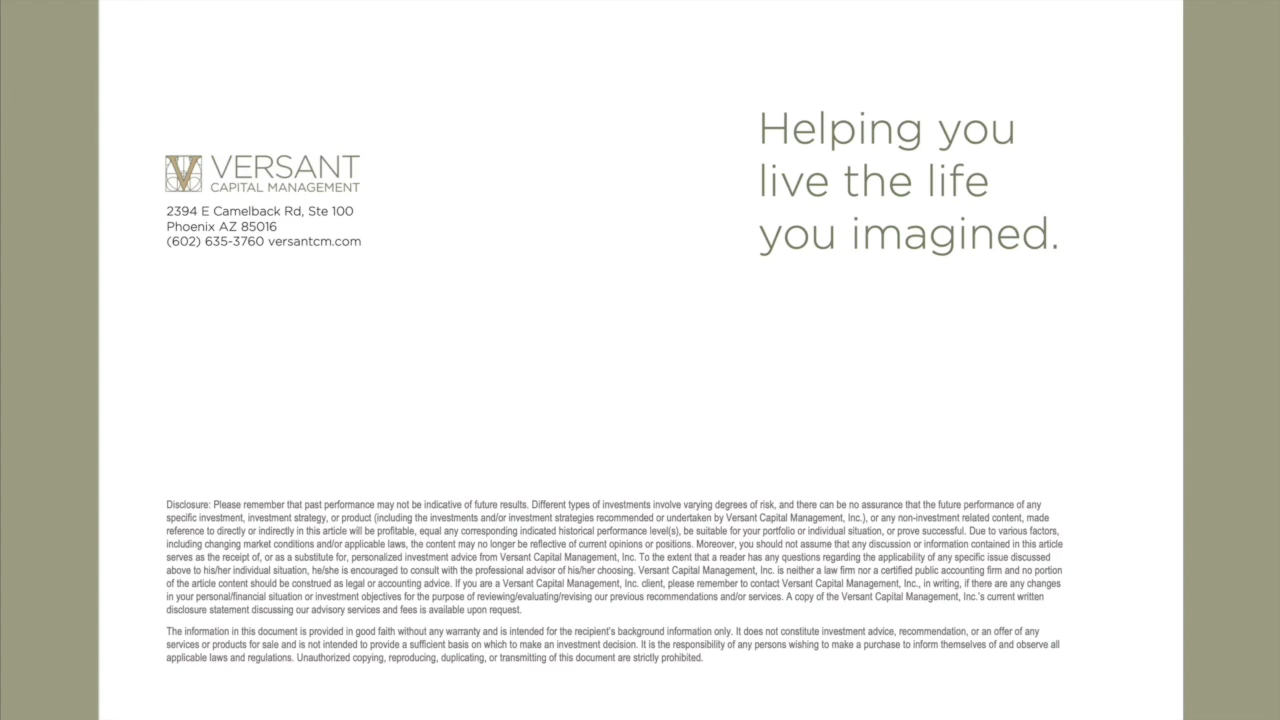 VERSANT
CAPITAL MANAGEMENT
2394 E Camelback Rd, Ste 100
Phoenix AZ 85016
(602) 635-3760 versantcm.com
Helping you
live the life
you imagined.
Disclosure: Please remember that past performance may not be indicative of future results. Different types of investments involve varying degrees of risk, and there can be no assurance that the future performance of any
specific investment, investment strategy, or product (including the investments and/or investment strategies recommended or undertaken by Versant Capital Management, Inc.), or any non-investment related content, made
reference to directly or indirectly in this article will be profitable, equal any corresponding indicated historical performance level(s), be suitable for your portfolio or individual situation, or prove successful. Due to various factors,
including changing market conditions and/or applicable laws, the content may no longer be reflective of current opinions or positions. Moreover, you should not assume that any discussion or information contained in this article
serves as the receipt of, or as a substitute for, personalized investment advice from Versant Capital Management, Inc. To the extent that a reader has any questions regarding the applicability of any specific issue discussed
above to his/her individual situation, he/she is encouraged to consult with the professional advisor of his/her choosing. Versant Capital Management, Inc. is neither a law firm nor a certified public accounting firm and no portion
of the article content should be construed as legal or accounting advice. If you are a Versant Capital Management, Inc. client, please remember to contact Versant Capital Management, Inc., in writing, if there are any changes
in your personal/financial situation or investment objectives for the purpose of reviewing/evaluating/revising our previous recommendations and/or services. A copy of the Versant Capital Management, Inc.'s current written
disclosure statement discussing our advisory services and fees is available upon request.
The information in this document is provided in good faith without any warranty and is intended for the recipient's background information only. It does not constitute investment advice, recommendation, or an offer of any
services or products for sale and is not intended to provide a sufficient basis on which to make an investment decision. It is the responsibility of any persons wishing to make a purchase to inform themselves of and observe all
applicable laws and regulations. Unauthorized copying, reproducing, duplicating, or transmitting of this document are strictly prohibited.